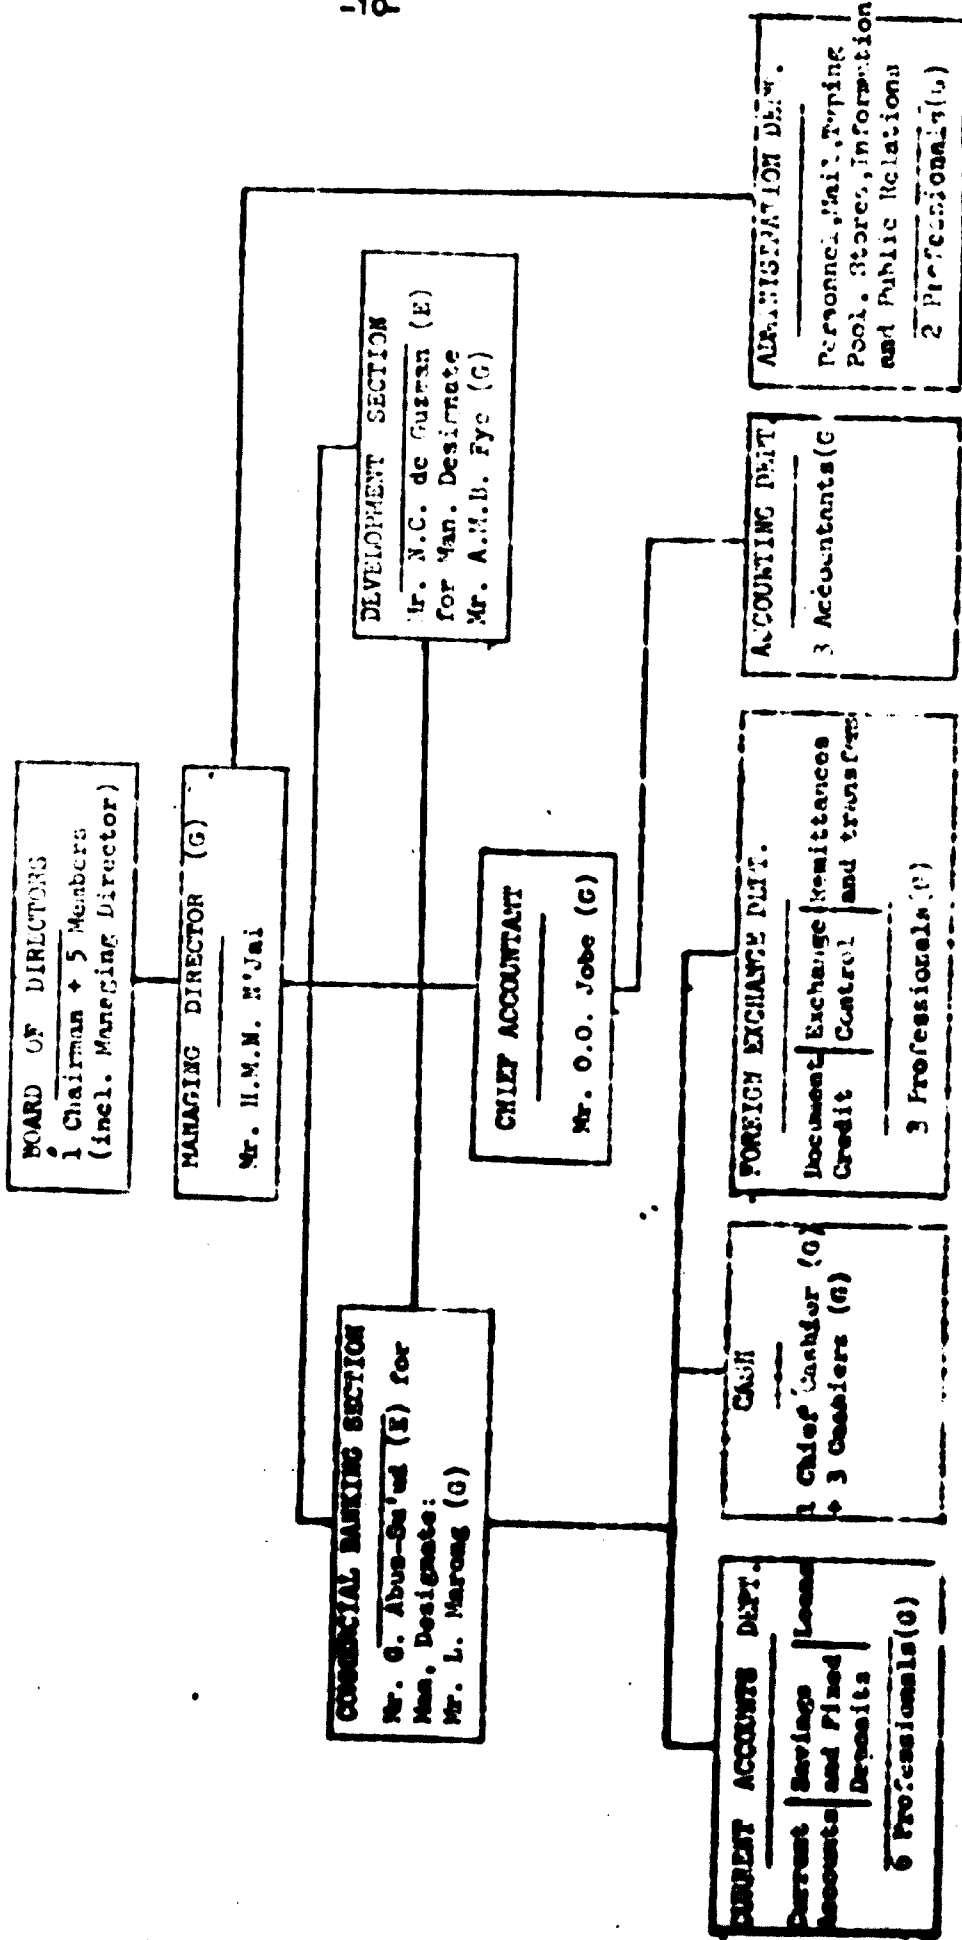 -10-
BOARD OF DIRECTORS
1 Chairman + 5 Members
(incl. Managing Director)
MANAGING DIRECTOR (G)
Mr. H.M.M. N'Jai
DEVELOPMENT SECTION
Mr. N.C. de Guzman (E)
for Man. Designate
Mr. A.M.B. Fye (G)
COMMERCIAL BANKING SECTION
Mr. G. Abus-Su'ud (E) for
Man. Designate:
Mr. L. Marong (G)
CHIEF ACCOUNTANT
Mr. O.O. Jobe (G)
CURRENT ACCOUNTS DEPT.
Current Savings Loans
Accounts and Fixed
Deposits
6 Professionals(G)
CASH
1 Chief Cashier (G)
+ 3 Cashiers (G)
FOREIGN EXCHANGE DEPT.
Document Exchange Remittances
Credit Control and transfers
3 Professionals(G)
ACCOUNTING DEPT
3 Accountants(G
ADMINISTRATION DEPT.
Personnel,Mail,Typing
Pool, Stores,Information
and Public Relations
2 Professionals(G)